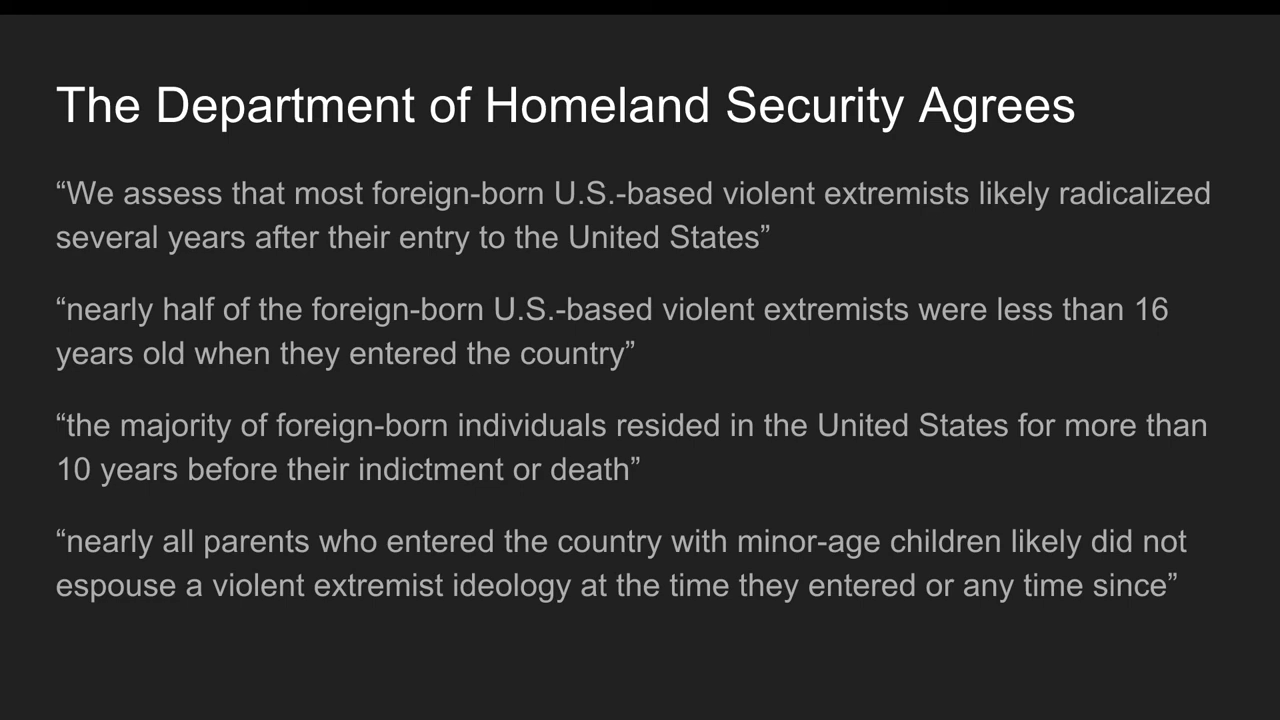 The Department of Homeland Security Agrees
“We assess that most foreign-born U.S.-based violent extremists likely radicalized
several years after their entry to the United States”
“nearly half of the foreign-born U.S.-based violent extremists were less than 16
years old when they entered the country”
“the majority of foreign-born individuals resided in the United States for more than
10 years before their indictment or death”
“nearly all parents who entered the country with minor-age children likely did not
espouse a violent extremist ideology at the time they entered or any time since”